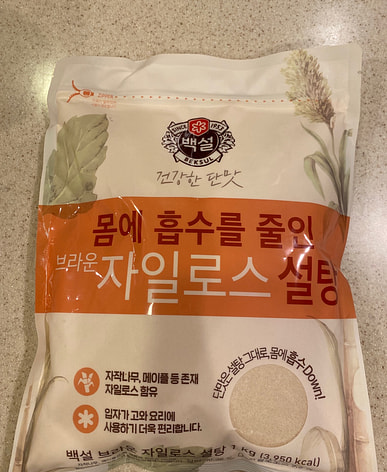 SINCE 1953
백설
BEKSUL
건강한 단맛
몸에 흡수를 줄인
브라운 자일로스 설탕
단맛은 설탕 그대로, 몸에 흡수 Down!
자작나무, 메이플 등 존재
자일로스 함유
입자가 고와 요리에
사용하기 더욱 편리합니다.
백설 브라운 자일로스 설탕 1 kg (3,950 kcal)